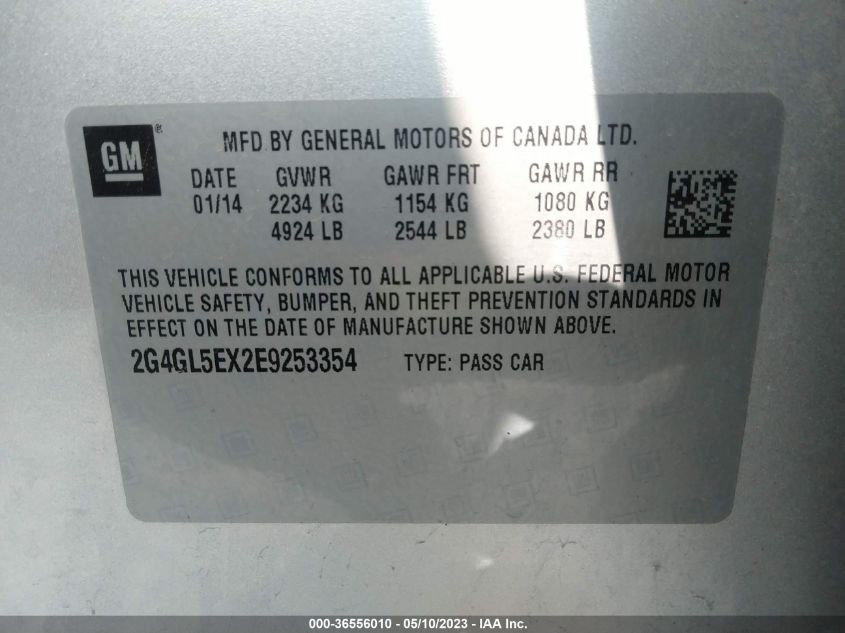 GM®
MFD BY GENERAL MOTORS OF CANADA LTD.
DATE GVWR GAWR FRT GAWR RR
01/14 2234 KG 1154 KG 1080 KG
4924 LB 2544 LB 2380 LB
THIS VEHICLE CONFORMS TO ALL APPLICABLE U.S. FEDERAL MOTOR
VEHICLE SAFETY, BUMPER, AND THEFT PREVENTION STANDARDS IN
EFFECT ON THE DATE OF MANUFACTURE SHOWN ABOVE.
2G4GL5EX2E9253354 TYPE: PASS CAR
000-36556010 - 05/10/2023 - IAA Inc.